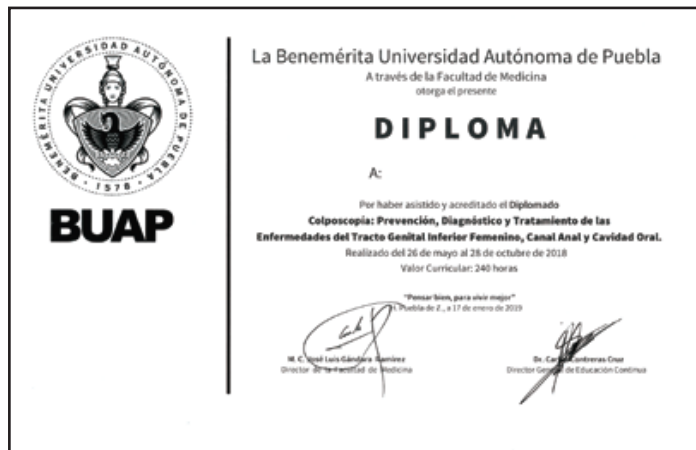 BENEMÉRITA UNIVERSIDAD AUTÓNOMA DE PUEBLA
· 1578 ·
BUAP
La Benemérita Universidad Autónoma de Puebla
A través de la Facultad de Medicina
otorga el presente
DIPLOMA
A:
Por haber asistido y acreditado el Diplomado
Colposcopía: Prevención, Diagnóstico y Tratamiento de las
Enfermedades del Tracto Genital Inferior Femenino, Canal Anal y Cavidad Oral.
Realizado del 26 de mayo al 28 de octubre de 2018
Valor Curricular: 240 horas
"Pensar bien, para vivir mejor"
H. Puebla de Z., a 17 de enero de 2019
M. C. José Luis Gándara Ramírez
Director de la Facultad de Medicina
Dr. Carlos Contreras Cruz
Director General de Educación Continua